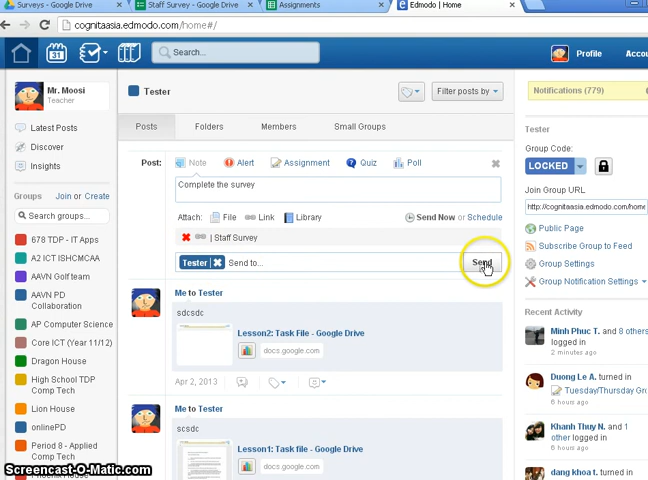 Surveys - Google Drive
Staff Survey - Google Drive
Assignments
Edmodo | Home
cognitaasia.edmodo.com/home#/
31
Search...
Profile
Accou
Mr. Moosi
Teacher
Latest Posts
Discover
Insights
Groups Join or Create
Search groups...
678 TDP - IT Apps
A2 ICT ISHCMCAA
AAVN Golf team
AAVN PD
Collaboration
AP Computer Science
Core ICT (Year 11/12)
Dragon House
High School TDP
Comp Tech
Lion House
onlinePD
Period 8 - Applied
Comp Tech
Phoenix House
Tester
Filter posts by
Posts
Folders
Members
Small Groups
Post:
Note
Alert
Assignment
Quiz
Poll
Complete the survey
Attach:
File
Link
Library
Send Now or Schedule
| Staff Survey
Tester
Send to...
Send
Me to Tester
sdcsdc
Lesson2: Task File - Google Drive
docs.google.com
Apr 2, 2013
Me to Tester
scsdc
Lesson1: Task file - Google Drive
docs.google.com
Notifications (779)
Tester
Group Code:
LOCKED
Join Group URL
http://cognitaasia.edmodo.com/home
Public Page
Subscribe Group to Feed
Group Settings
Group Notification Settings
Recent Activity
Minh Phuc T. and 8 others
logged in
2 minutes ago
Duong Le A. turned in
Tuesday/Thursday Gr
6 hours ago
Khanh Thuy N. and 1
other logged in
6 hours ago
dang khoa t. turned in
Screencast-O-Matic.com